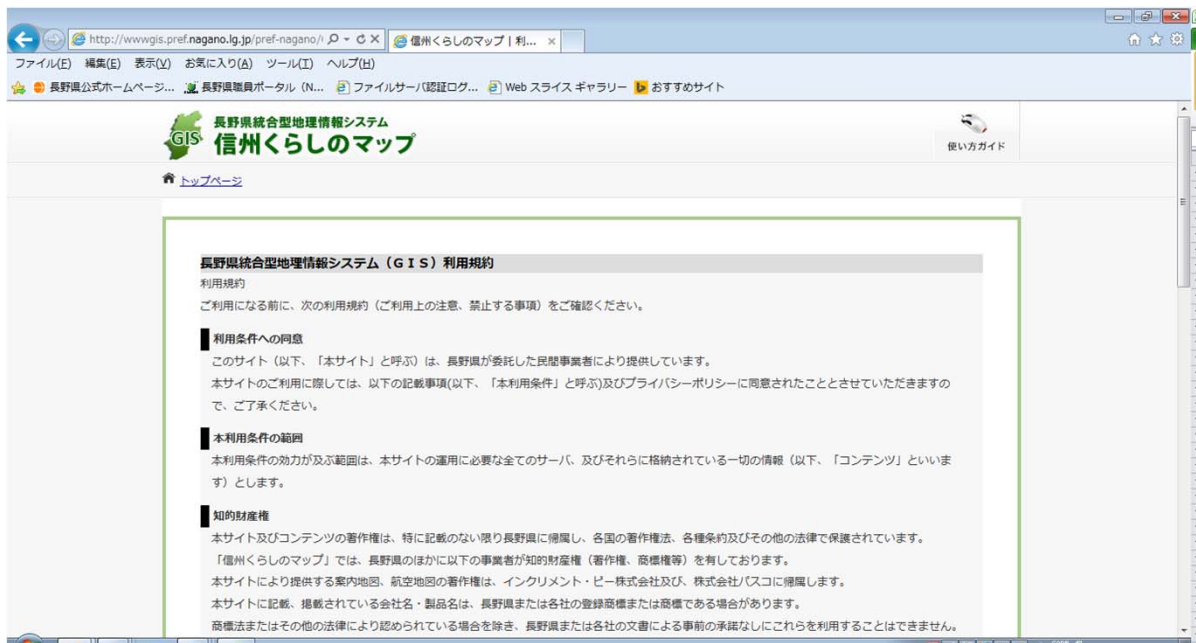 http://wwwgis.pref.nagano.lg.jp/pref-nagano/
信州くらしのマップ | 利...
ファイル(F) 編集(E) 表示(V) お気に入り(A) ツール(T) ヘルプ(H)
長野県公式ホームページ... 長野県職員ポータル（N... ファイルサーバ認証ログ... Web スライス ギャラリー おすすめサイト
GIS
長野県統合型地理情報システム
信州くらしのマップ
使い方ガイド
トップページ
長野県統合型地理情報システム（ＧＩＳ）利用規約
利用規約
ご利用になる前に、次の利用規約（ご利用上の注意、禁止する事項）をご確認ください。
利用条件への同意
このサイト（以下、「本サイト」と呼ぶ）は、長野県が委託した民間事業者により提供しています。
本サイトのご利用に際しては、以下の記載事項(以下、「本利用条件」と呼ぶ)及びプライバシーポリシーに同意されたこととさせていただきますの
で、ご了承ください。
本利用条件の範囲
本利用条件の効力が及ぶ範囲は、本サイトの運用に必要な全てのサーバ、及びそれらに格納されている一切の情報（以下、「コンテンツ」といいま
す）とします。
知的財産権
本サイト及びコンテンツの著作権は、特に記載のない限り長野県に帰属し、各国の著作権法、各種条約及びその他の法律で保護されています。
「信州くらしのマップ」では、長野県のほかに以下の事業者が知的財産権（著作権、商標権等）を有しております。
本サイトにより提供する案内地図、航空地図の著作権は、インクリメント・ピー株式会社及び、株式会社パスコに帰属します。
本サイトに記載、掲載されている会社名・製品名は、長野県または各社の登録商標または商標である場合があります。
商標法またはその他の法律により認められている場合を除き、長野県または各社の文書による事前の承諾なしにこれらを利用することはできません。